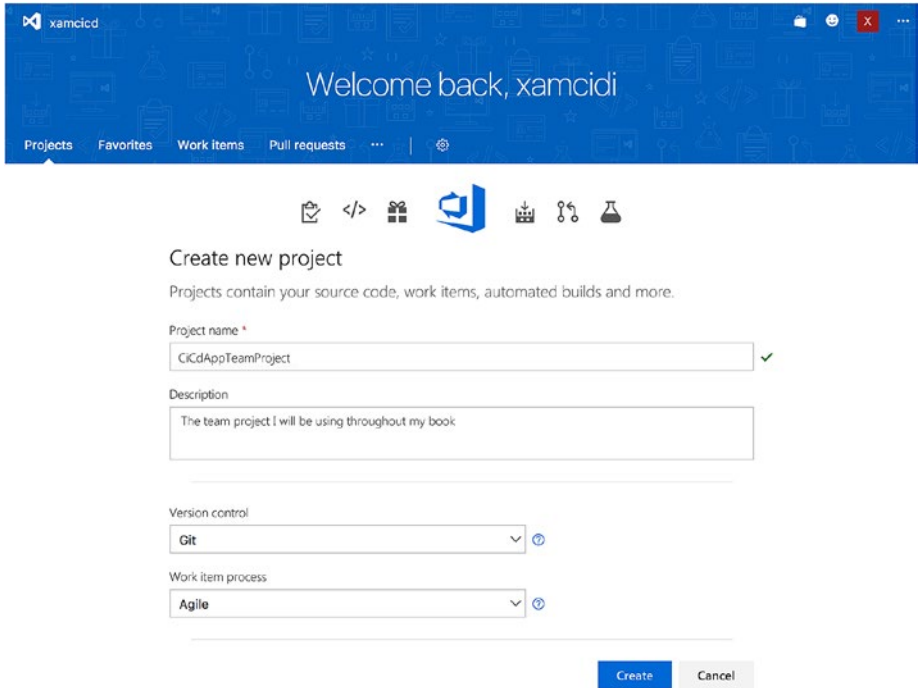 xamcicd
X
Welcome back, xamcidi
Projects Favorites Work items Pull requests
Create new project
Projects contain your source code, work items, automated builds and more.
Project name *
CiCdAppTeamProject
Description
The team project I will be using throughout my book
Version control
Git
Work item process
Agile
Create Cancel